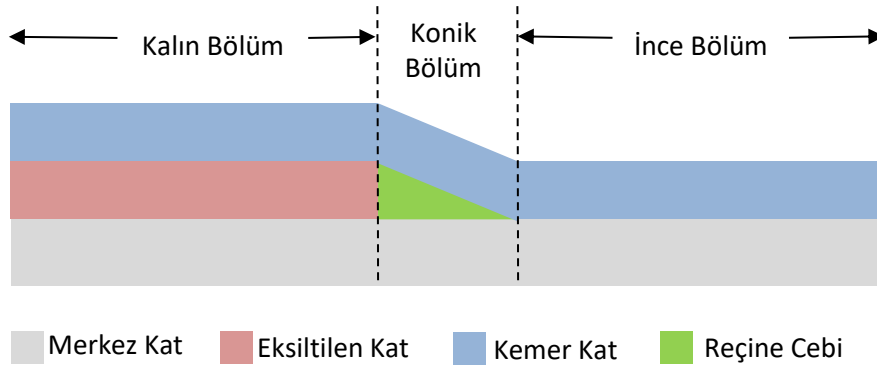 Kalın Bölüm
Konik
Bölüm
İnce Bölüm
Merkez Kat
Eksiltilen Kat
Kemer Kat
Reçine Cebi